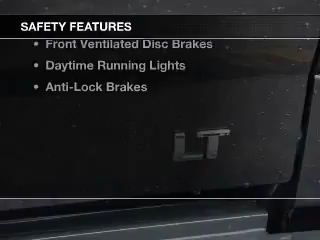 SAFETY FEATURES
• Front Ventilated Disc Brakes
• Daytime Running Lights
• Anti-Lock Brakes
LT